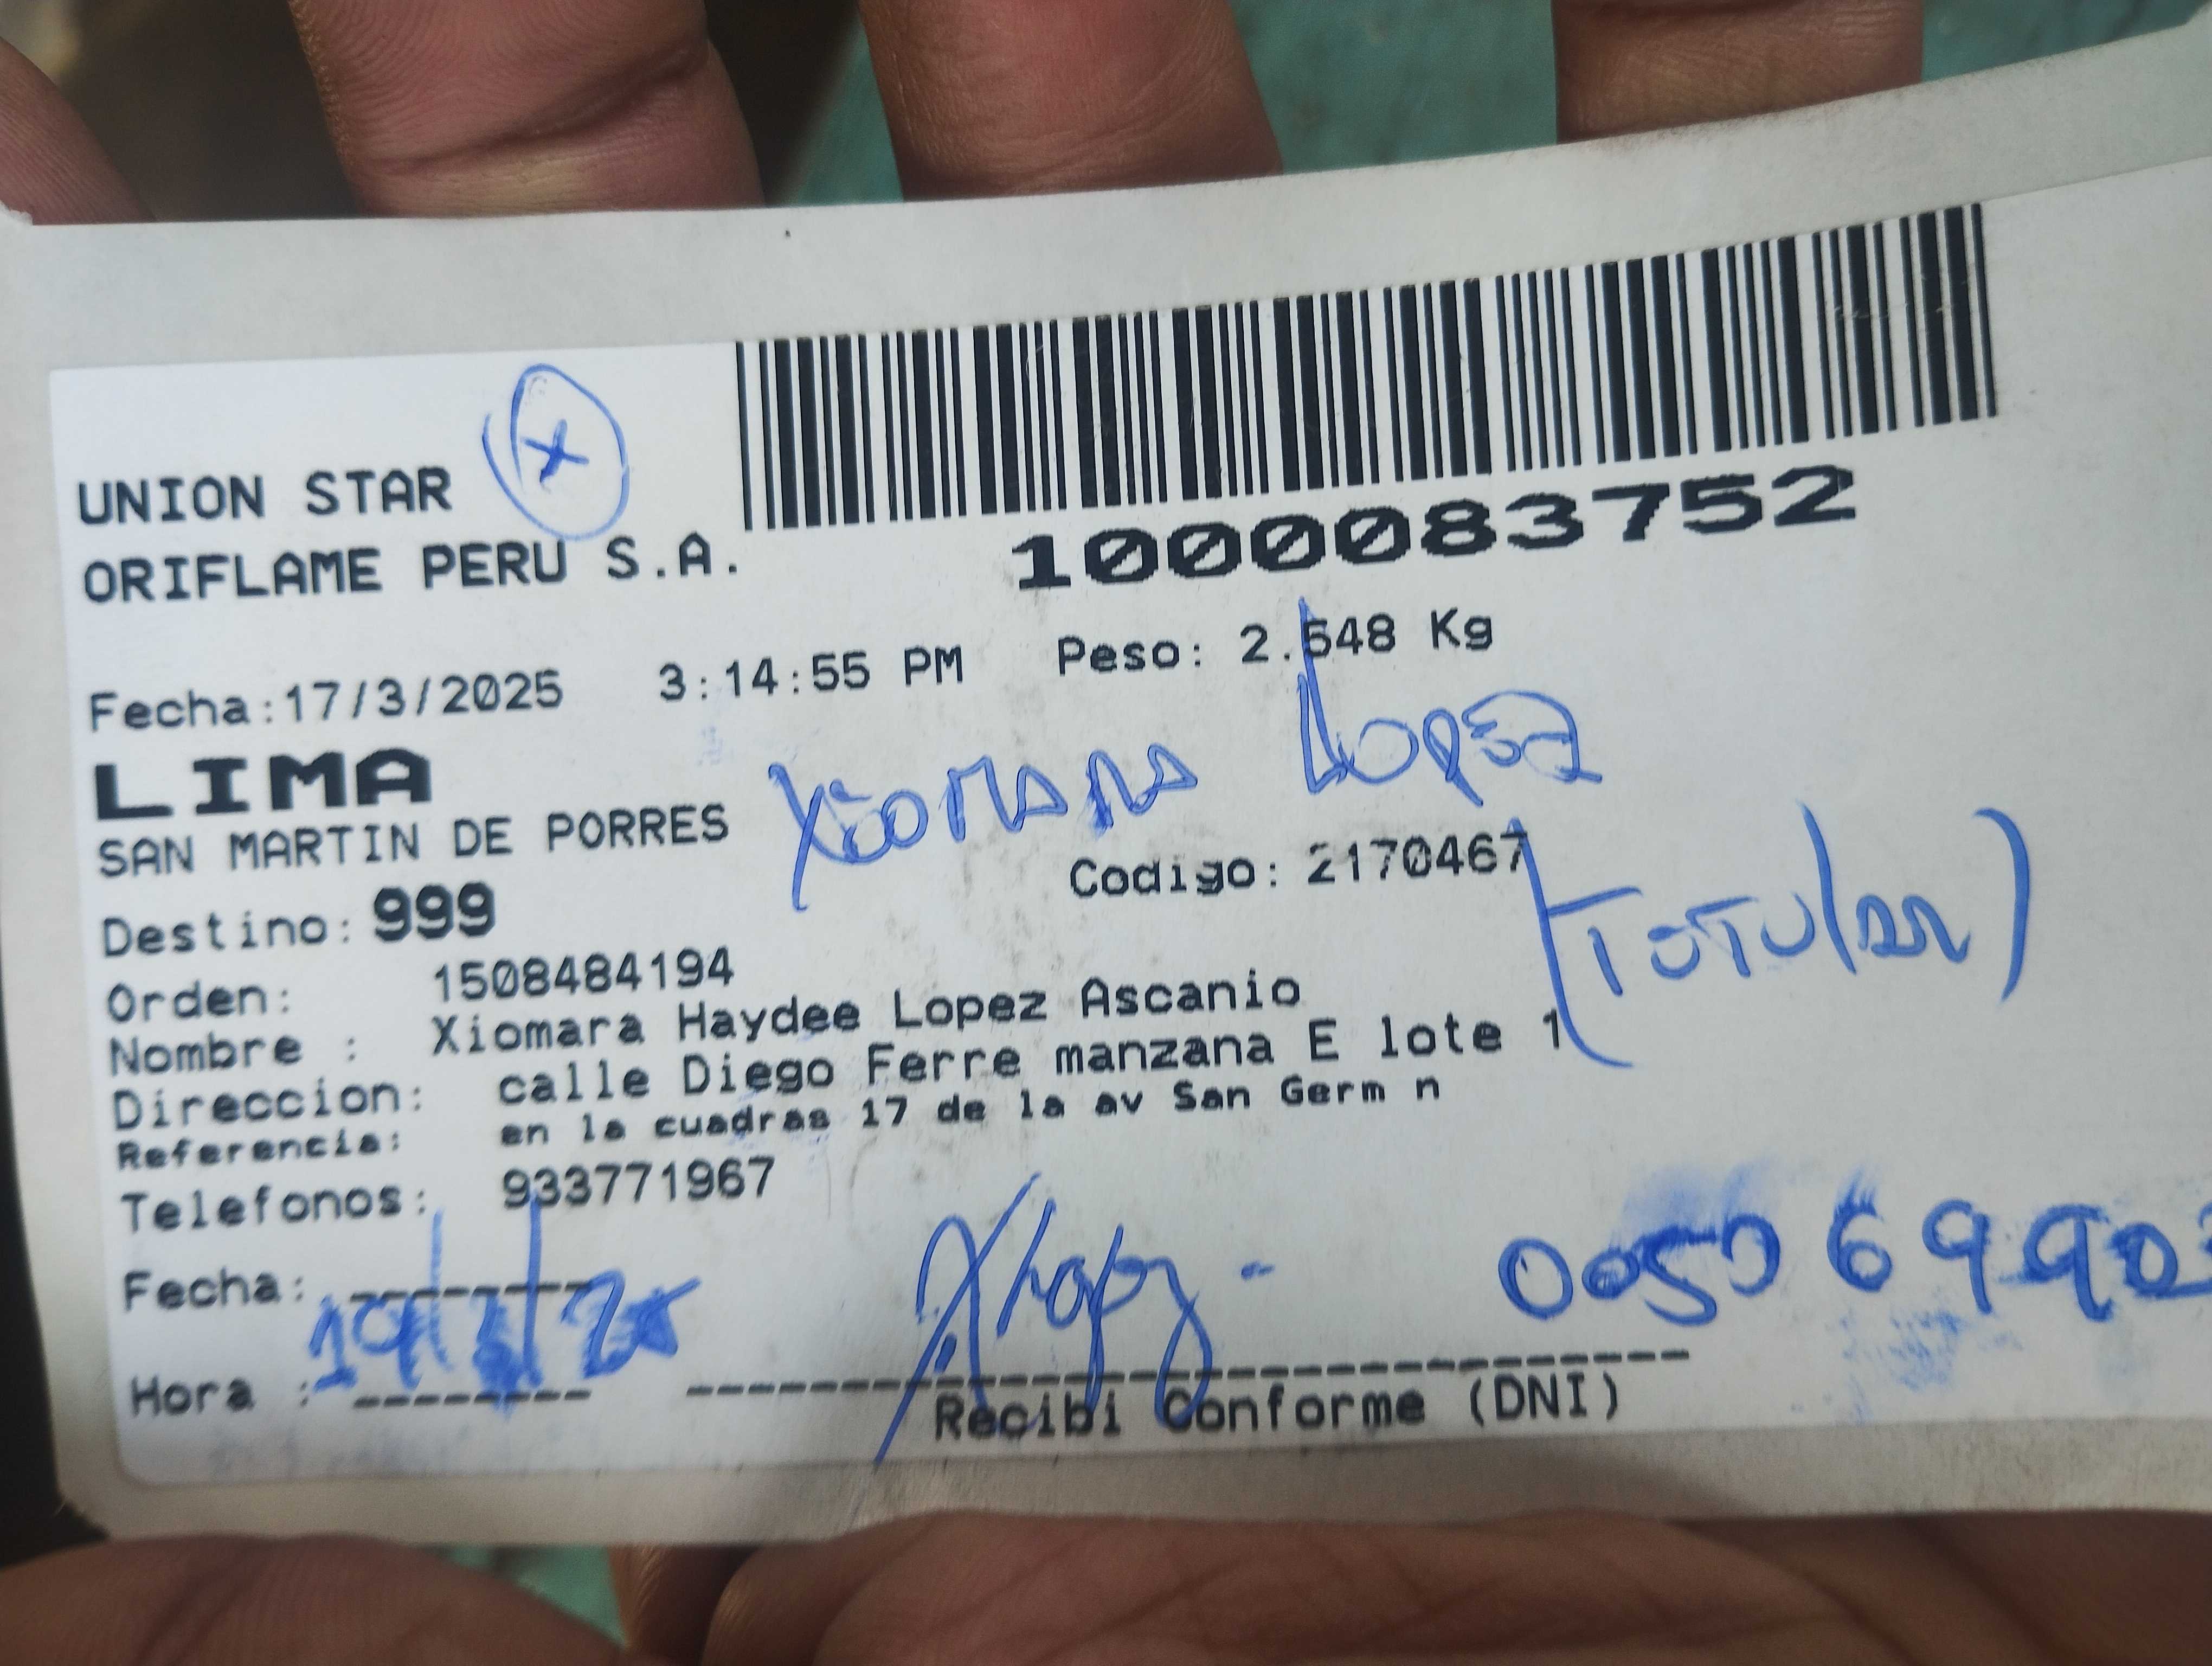 UNION STAR
ORIFLAME PERU S.A.
1000083752
Fecha:17/3/2025 3:14:55 PM Peso: 2.548 Kg
LIMA
Xiomara Lopez
SAN MARTIN DE PORRES
Codigo: 2170467
(Totular)
Destino: 999
Orden: 1508484194
Nombre : Xiomara Haydee Lopez Ascanio
Direccion: calle Diego Ferre manzana E lote 1
Referencia: en la cuadras 17 de la av San Germ n
Telefonos: 933771967
Fecha:
Hora :
Recibi Conforme (DNI)